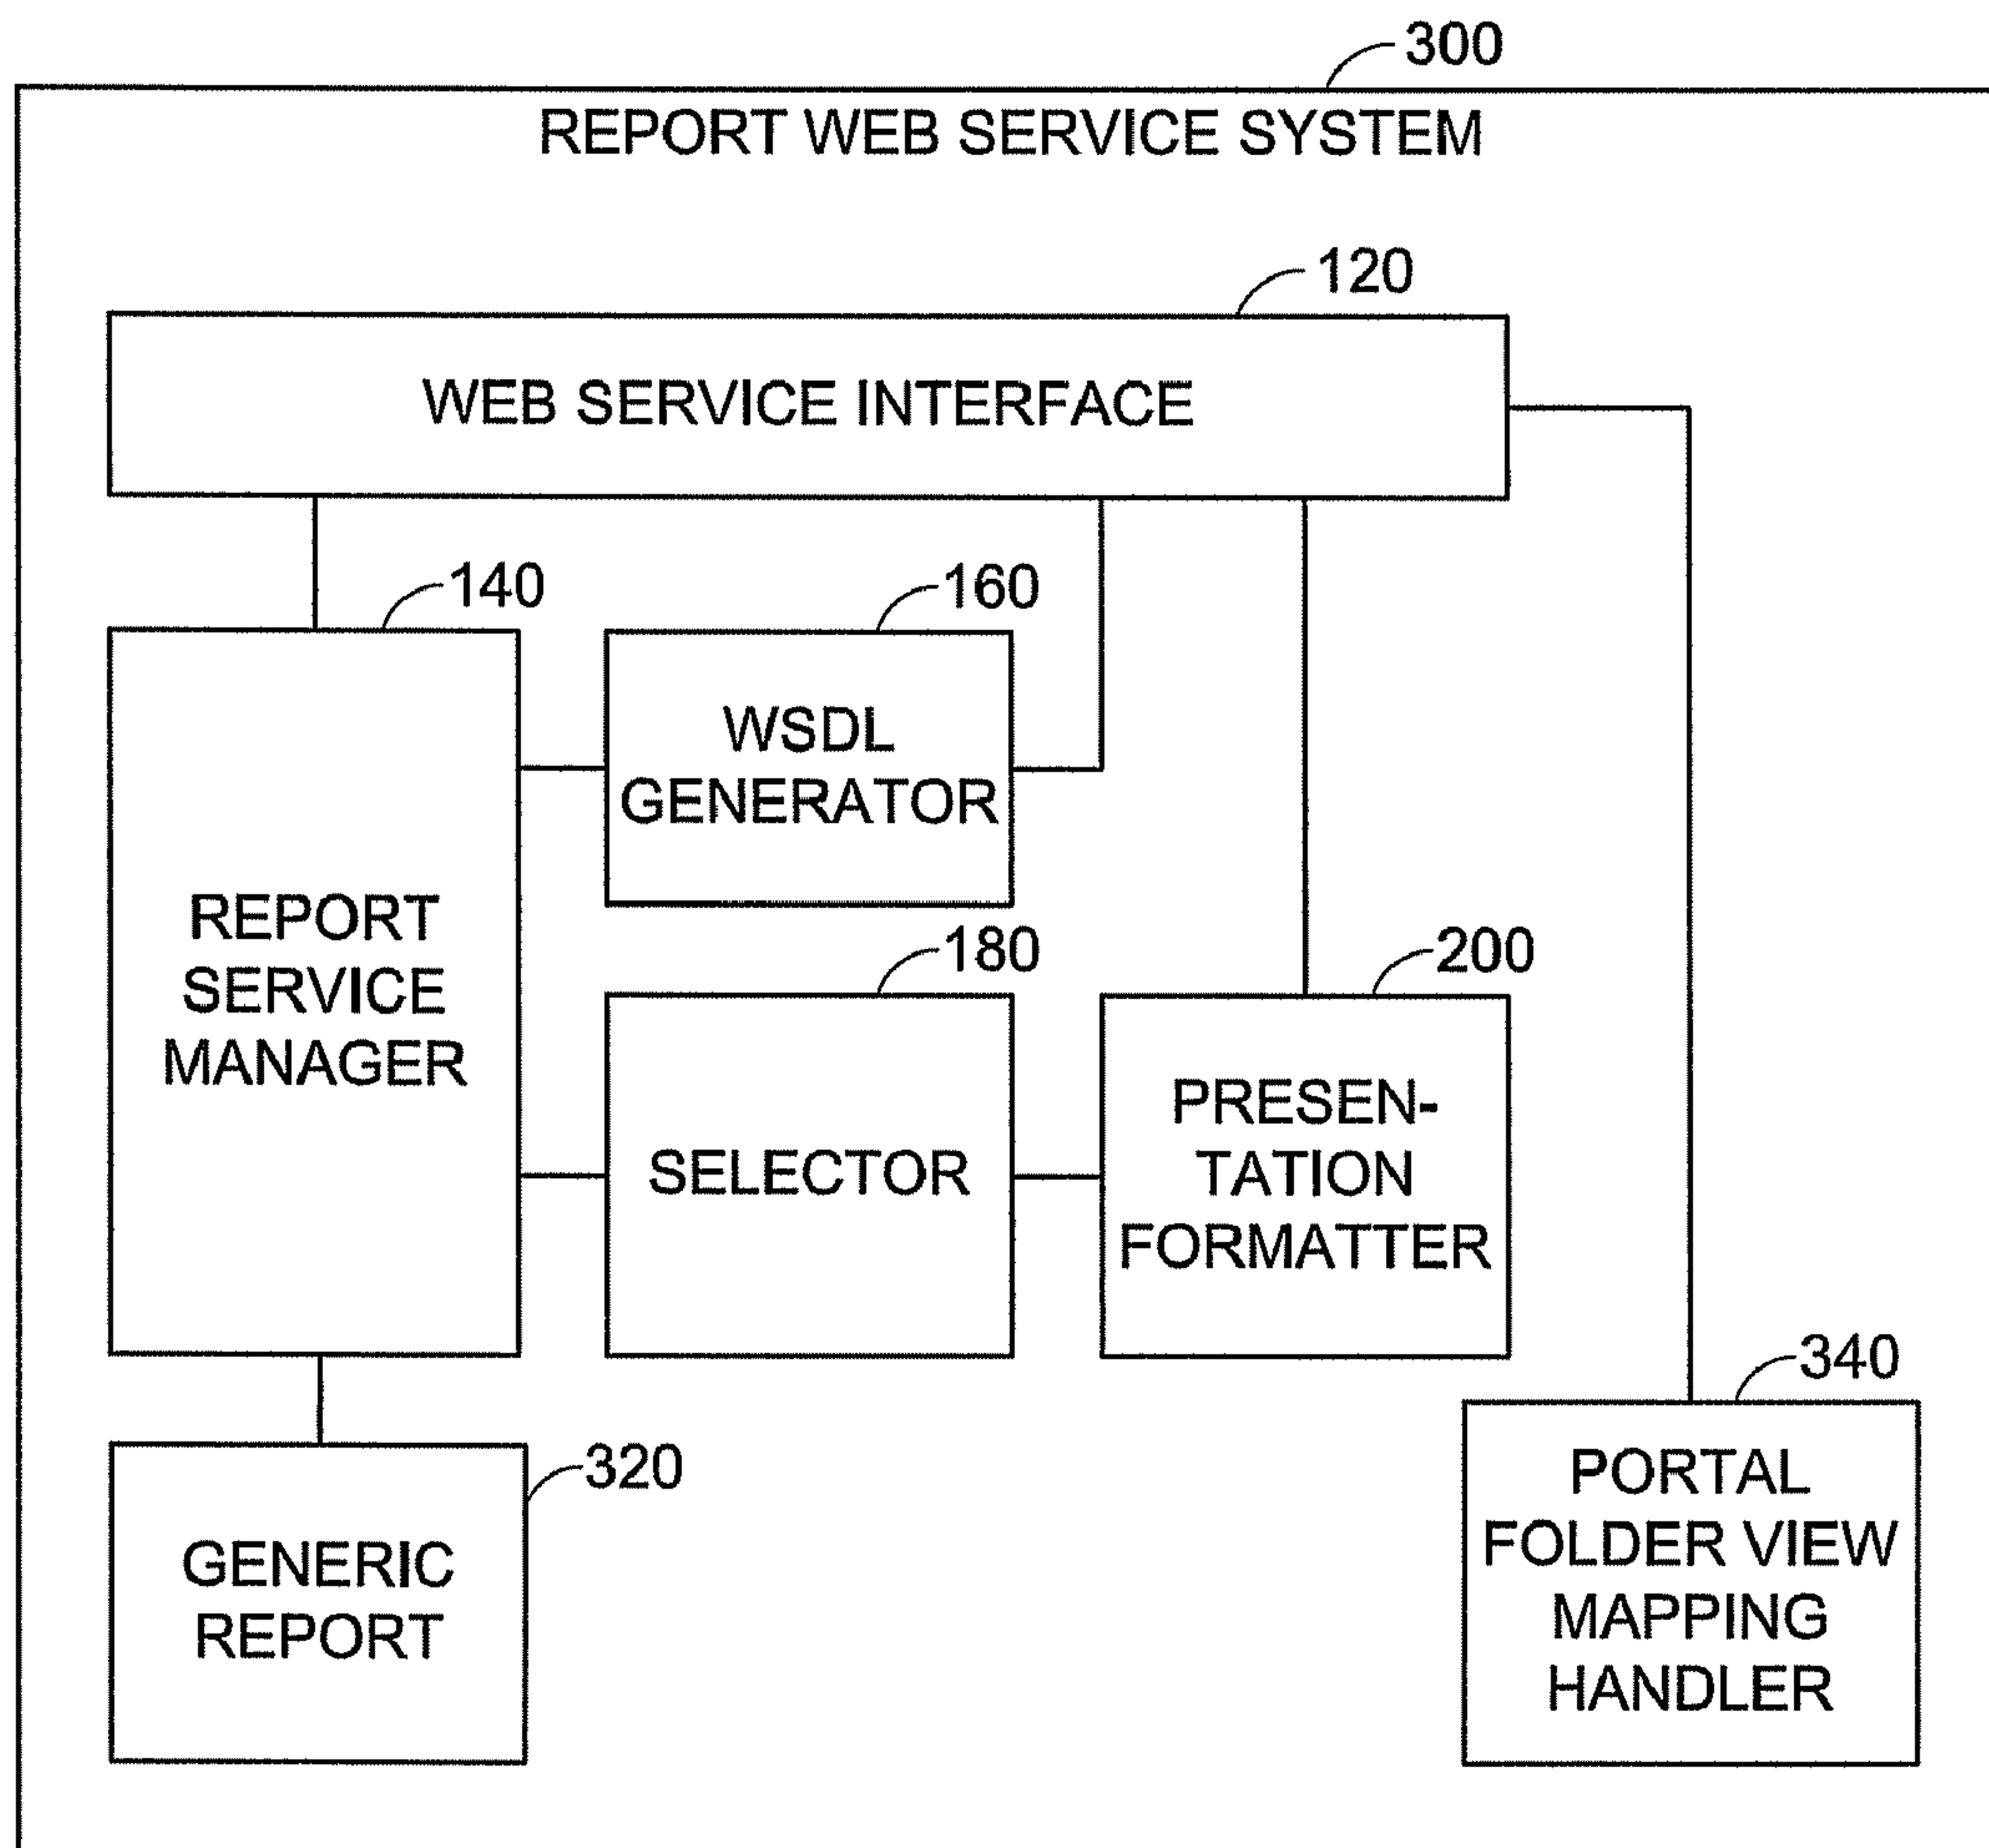 300
REPORT WEB SERVICE SYSTEM
120
WEB SERVICE INTERFACE
140
160
WSDL
GENERATOR
REPORT
SERVICE
MANAGER
180
200
SELECTOR
PRESEN-
TATION
FORMATTER
340
320
GENERIC
REPORT
PORTAL
FOLDER VIEW
MAPPING
HANDLER